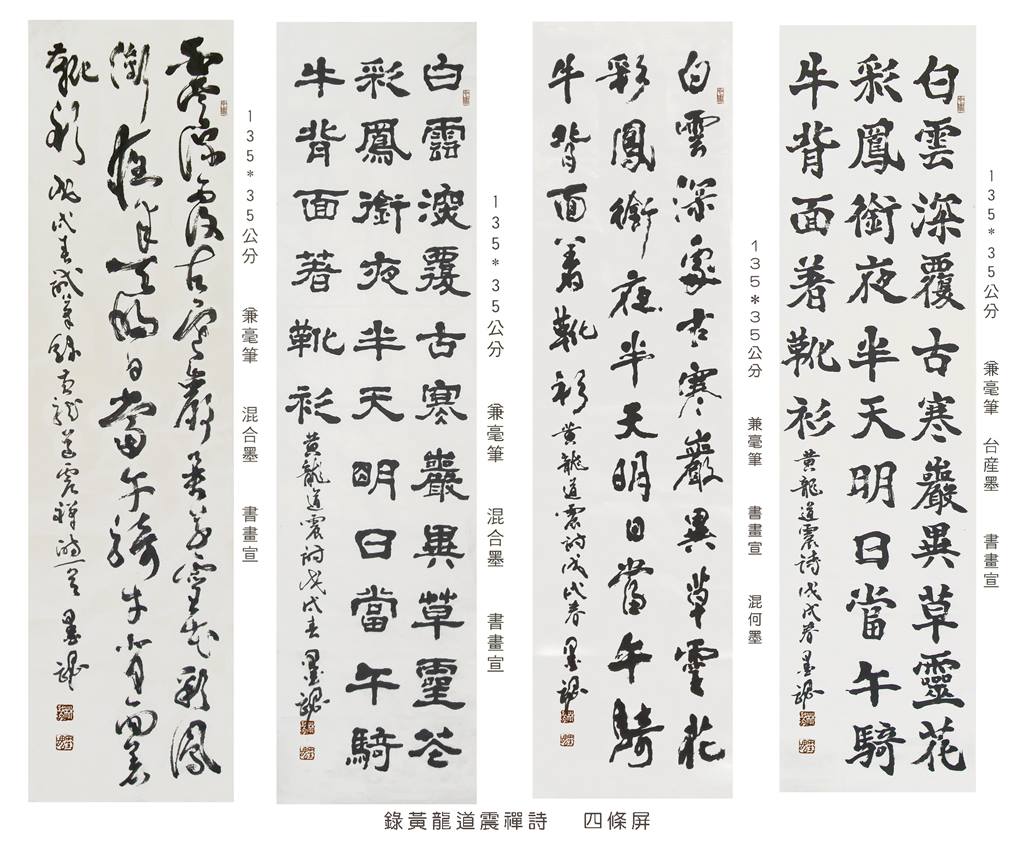 白雲深覆古寒巖異草靈花
彩鳳銜夜半天明日當午騎
牛背面著靴衫 黃龍道震詩 戊戌春 墨
135*35公分 兼毫筆 台産墨 書畫宣
白雲深處古寒巖異草靈花
彩鳳銜夜半天明日當午騎
牛背面着靴衫 黃龍道震詩 戊戌春 墨
135*35公分 兼毫筆 書畫宣 混何墨
白雲深覆古寒巖異草靈花
彩鳳銜夜半天明日當午騎
牛背面著靴衫 黃龍道震詩 戊戌春 墨
135*35公分 兼毫筆 混合墨 書畫宣
白雲深覆古寒巖異草靈花彩鳳
銜夜半天明日當午騎牛背面著
靴衫 戊戌春試筆錄黃龍道震禪詩一首 墨
135*35公分 兼毫筆 混合墨 書畫宣
錄黃龍道震禪詩 四條屏